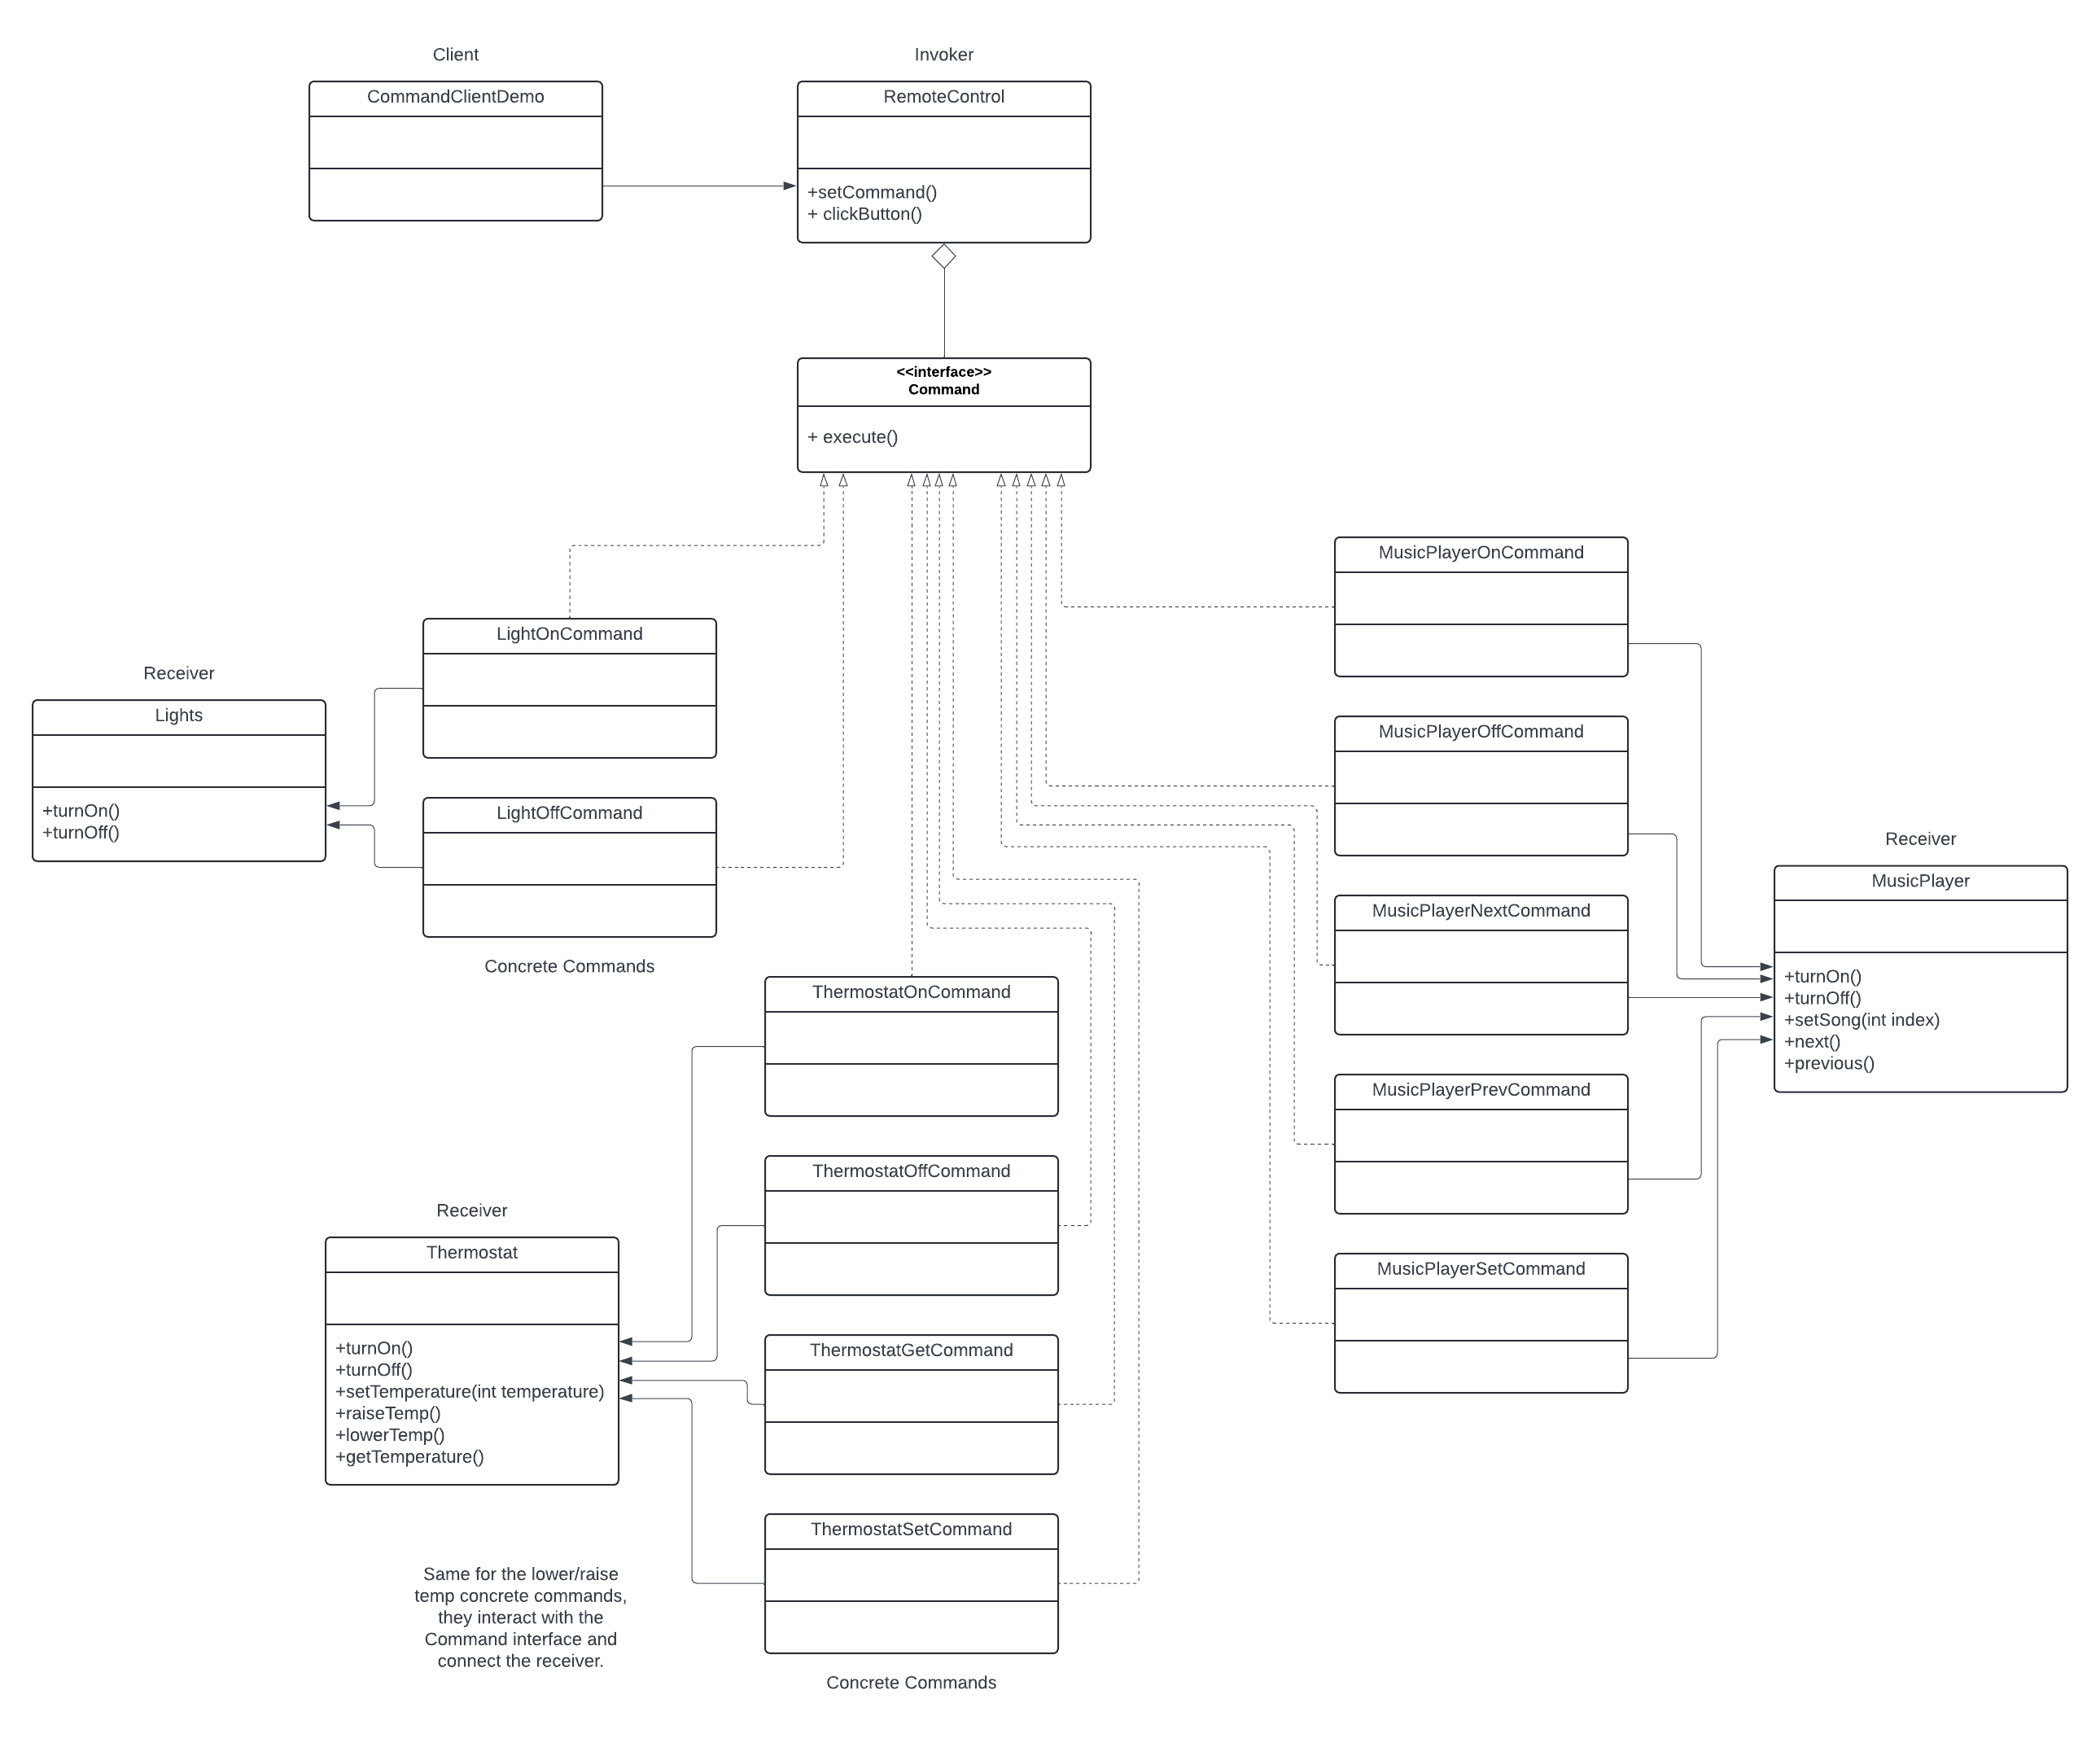 Client
CommandClientDemo
Invoker
RemoteControl
+setCommand()
+ clickButton()
<<interface>>
Command
+ execute()
LightOnCommand
Receiver
Lights
+turnOn()
+turnOff()
LightOffCommand
Concrete Commands
MusicPlayerOnCommand
MusicPlayerOffCommand
MusicPlayerNextCommand
MusicPlayerPrevCommand
MusicPlayerSetCommand
Receiver
MusicPlayer
+turnOn()
+turnOff()
+setSong(int index)
+next()
+previous()
ThermostatOnCommand
ThermostatOffCommand
ThermostatGetCommand
ThermostatSetCommand
Concrete Commands
Receiver
Thermostat
+turnOn()
+turnOff()
+setTemperature(int temperature)
+raiseTemp()
+lowerTemp()
+getTemperature()
Same for the lower/raise
temp concrete commands,
they interact with the
Command interface and
connect the receiver.